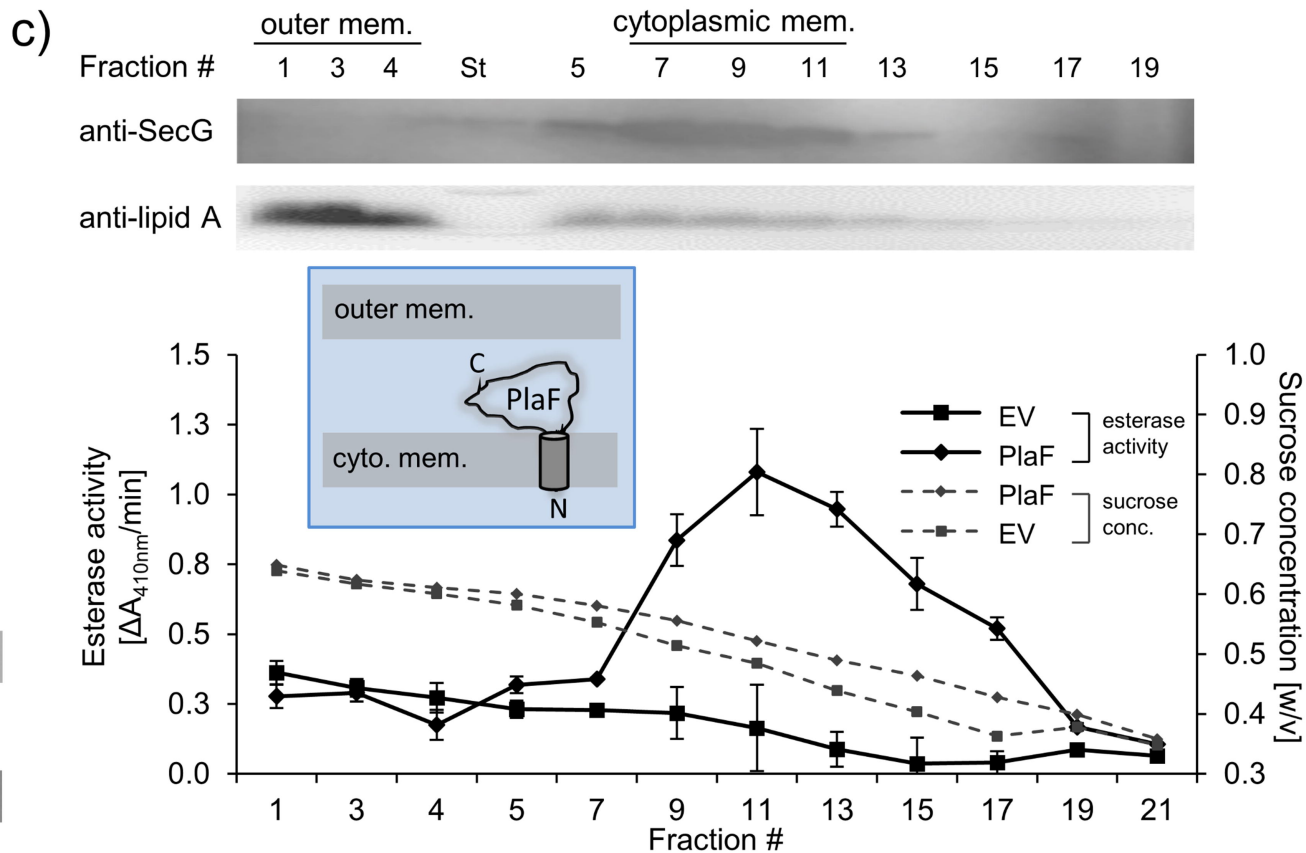 c)
outer mem. cytoplasmic mem.
Fraction # 1 3 4 St 5 7 9 11 13 15 17 19
anti-SecG
anti-lipid A
outer mem.
C
PlaF
cyto. mem.
N
Esterase activity
[ΔA410nm/min]
1.5
1.3
1.0
0.8
0.5
0.3
0.0
EV
PlaF
esterase
activity
PlaF
EV
sucrose
conc.
1.0
0.9
0.8
0.7
0.6
0.5
0.4
0.3
Sucrose concentration [w/v]
1 3 4 5 7 9 11 13 15 17 19 21
Fraction #